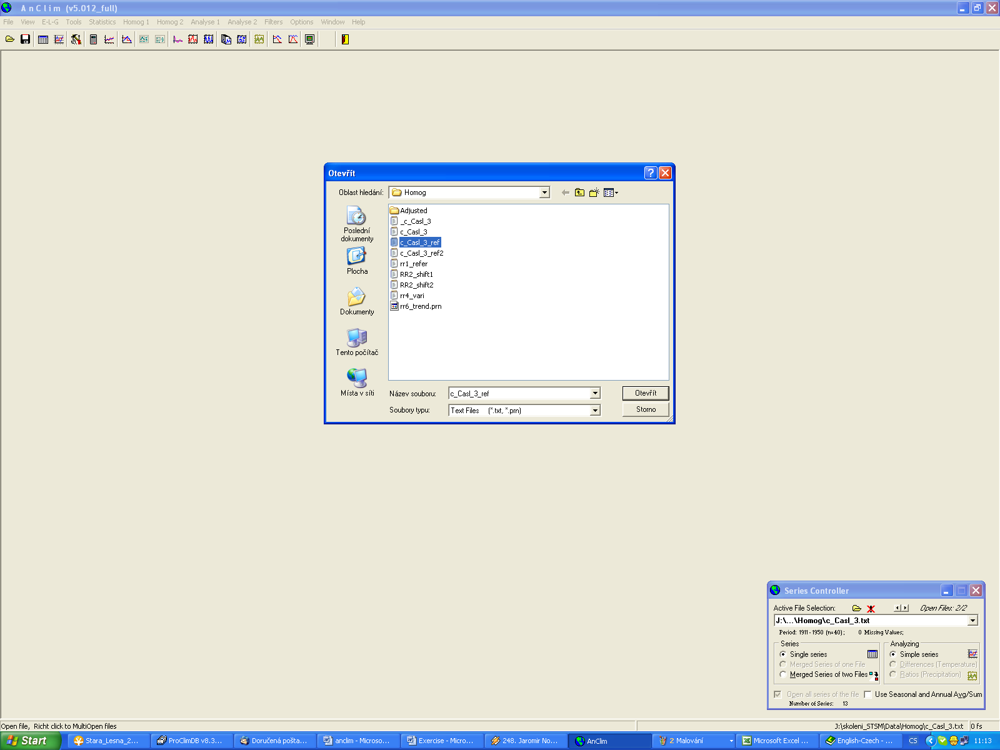 A n C l i m  (v5.012_full)
File View E-L-G Tools Statistics Homog 1 Homog 2 Analyse 1 Analyse 2 Filters Options Window Help
Otevřít
Oblast hledání: Homog
Poslední dokumenty
Plocha
Dokumenty
Tento počítač
Místa v síti
Adjusted
_c_Casl_3
c_Casl_3
c_Casl_3_ref
c_Casl_3_ref2
rr1_refer
RR2_shift1
RR2_shift2
rr4_vari
rr6_trend.prn
Název souboru: c_Casl_3_ref Otevřít
Soubory typu: Text Files (*.txt, *.prn) Storno
Series Controller
Active File Selection: Open Files: 2/2
J:\...\Homog\c_Casl_3.txt
Period: 1911 - 1950 (n=40); 0 Missing Values;
Series Analyzing
Single series Simple series
Merged Series of one File Differences (Temperature)
Merged Series of two Files Ratios (Precipitation)
Open all series of the file Use Seasonal and Annual Avg/Sum
Number of Series: 13
Open file, Richt click to MultiOpen files J:\skoleni_STSM\Data\Homog\c_Casl_3.txt 0 fs
Start Stara_Lesna_2... ProClimDB v8.3... Doručená pošta... anclim - Microso... Exercise - Micro... 248. Jaromir No... AnClim 2 Malování Microsoft Excel ... English-Czech - ... CS 11:13